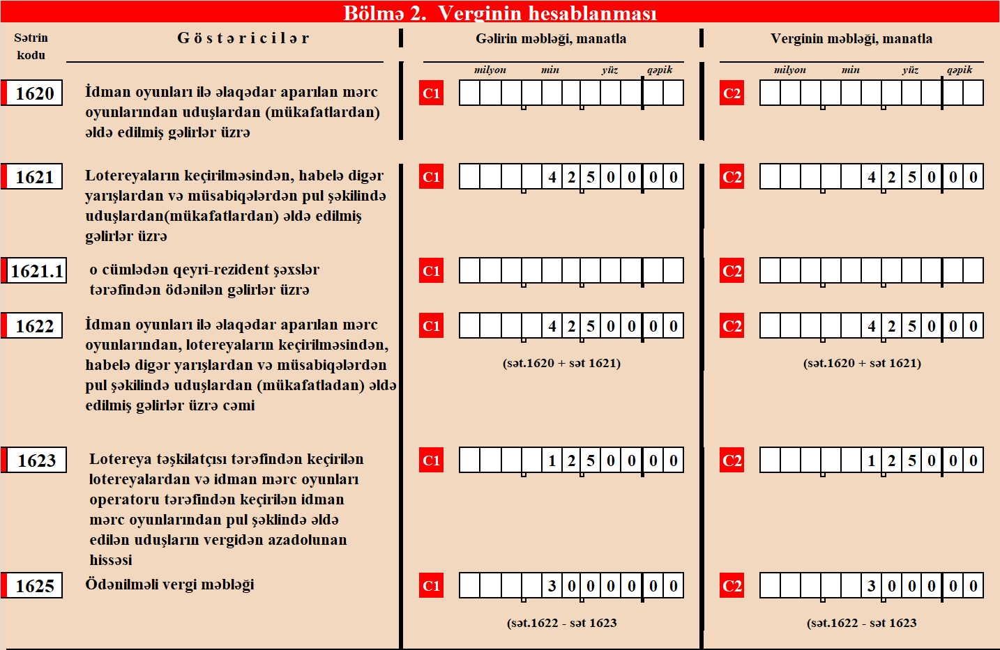 Bölmə 2.  Verginin hesablanması
Sətrin kodu
G ö s t ə r i c i l ə r
Gəlirin məbləği, manatla
Verginin məbləği, manatla
milyon min yüz qəpik
milyon min yüz qəpik
1620
İdman oyunları ilə əlaqədar aparılan mərc
oyunlarından uduşlardan (mükafatlardan)
əldə edilmiş gəlirlər üzrə
C1
C2
1621
Lotereyaların keçirilməsindən, habelə digər
yarışlardan və müsabiqələrdən pul şəkilində
uduşlardan(mükafatlardan) əldə edilmiş
gəlirlər üzrə
C1 4 2 5 0 0 0 0
C2 4 2 5 0 0 0
1621.1
o cümlədən qeyri-rezident şəxslər
tərəfindən ödənilən gəlirlər üzrə
C1
C2
1622
İdman oyunları ilə əlaqədar aparılan mərc
oyunlarından, lotereyaların keçirilməsindən,
habelə digər yarışlardan və müsabiqələrdən
pul şəkilində uduşlardan (mükafatladan) əldə
edilmiş gəlirlər üzrə cəmi
C1 4 2 5 0 0 0 0
(sət.1620 + sət 1621)
C2 4 2 5 0 0 0
(sət.1620 + sət 1621)
1623
Lotereya təşkilatçısı tərəfindən keçirilən
lotereyalardan və idman mərc oyunları
operatoru tərəfindən keçirilən idman
mərc oyunlarından pul şəklində əldə
edilən uduşların vergidən azadolunan
hissəsi
C1 1 2 5 0 0 0 0
C2 1 2 5 0 0 0
1625
Ödənilməli vergi məbləği
C1 3 0 0 0 0 0 0
(sət.1622 - sət 1623
C2 3 0 0 0 0 0
(sət.1622 - sət 1623